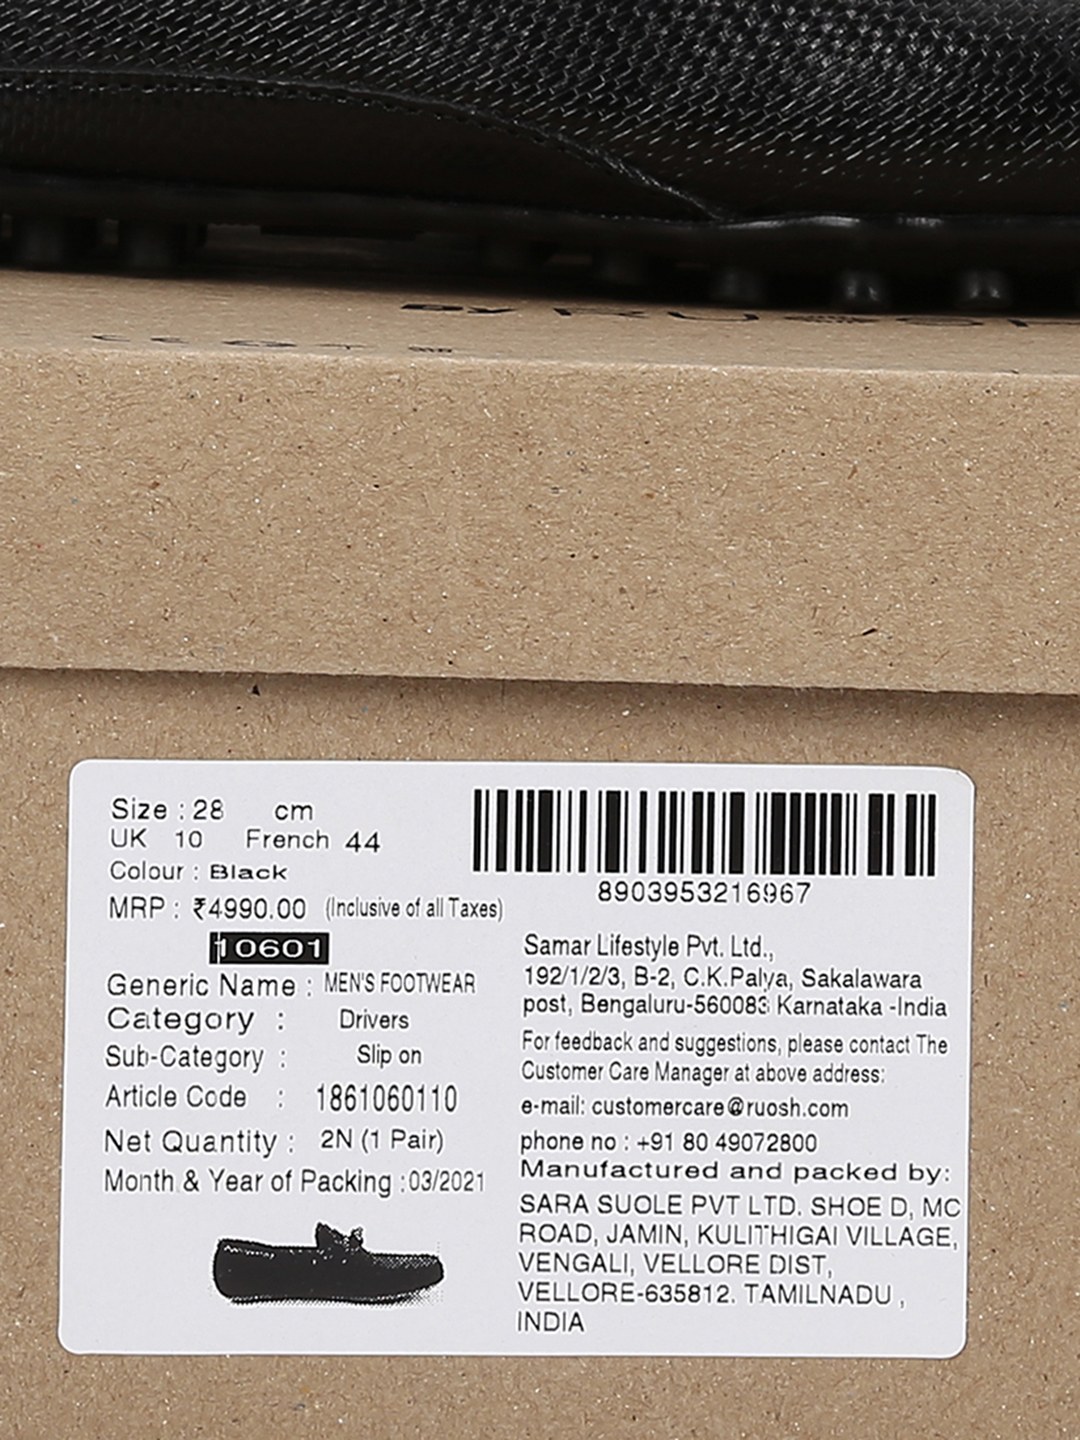 BY RUOSH
Size : 28 cm
UK 10 French 44
Colour : Black
MRP : ₹4990.00 (Inclusive of all Taxes)
10601
Generic Name : MEN'S FOOTWEAR
Category : Drivers
Sub-Category : Slip on
Article Code : 1861060110
Net Quantity : 2N (1 Pair)
Month & Year of Packing :03/2021
8903953216967
Samar Lifestyle Pvt. Ltd.,
192/1/2/3, B-2, C.K.Palya, Sakalawara
post, Bengaluru-560083 Karnataka -India
For feedback and suggestions, please contact The
Customer Care Manager at above address:
e-mail: customercare@ruosh.com
phone no : +91 80 49072800
Manufactured and packed by:
SARA SUOLE PVT LTD. SHOE D, MC
ROAD, JAMIN, KULITHIGAI VILLAGE,
VENGALI, VELLORE DIST,
VELLORE-635812. TAMILNADU ,
INDIA